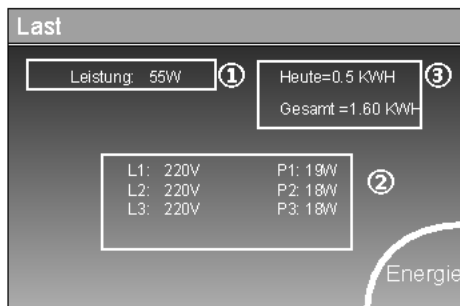 Last
Leistung: 55W ①
Heute=0.5 KWH ③
Gesamt =1.60 KWH
L1: 220V P1: 19W
L2: 220V P2: 18W
L3: 220V P3: 18W
②
Energie